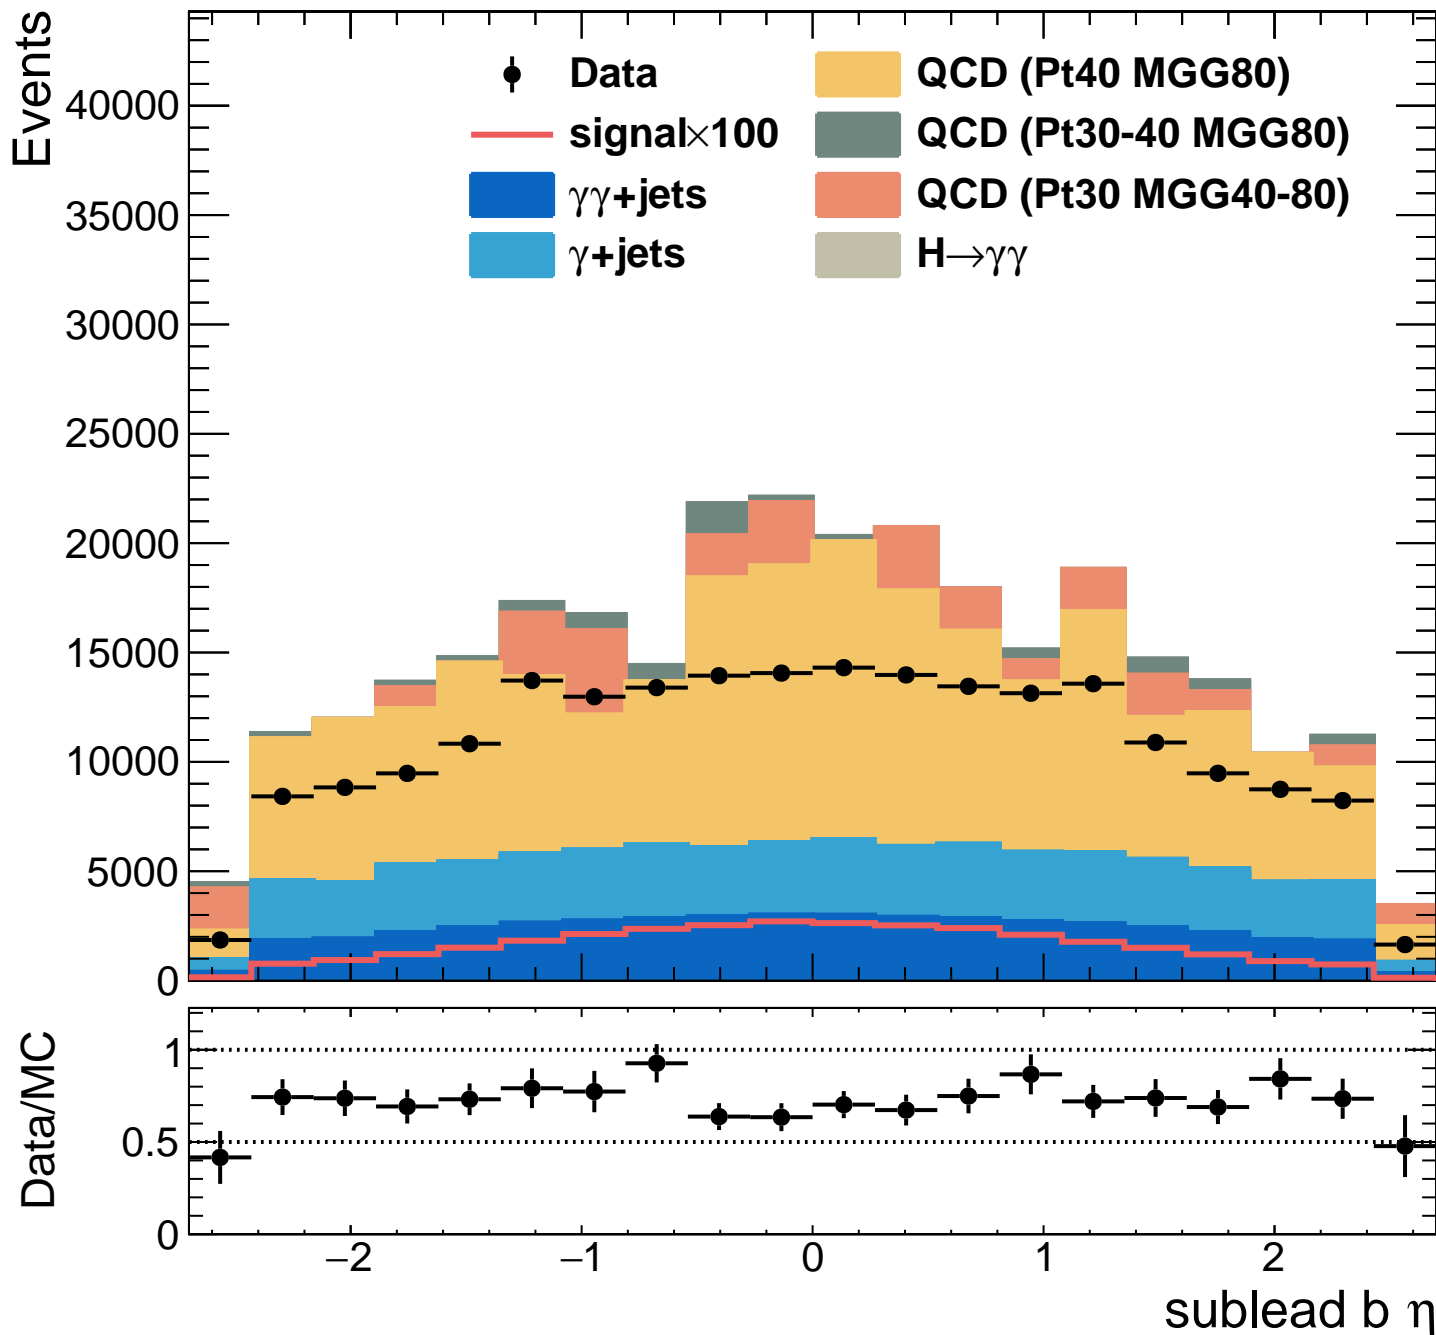 Events
40000
35000
30000
25000
20000
15000
10000
5000
0
Data
signal×100
γγ+jets
γ+jets
QCD (Pt40 MGG80)
QCD (Pt30-40 MGG80)
QCD (Pt30 MGG40-80)
H→γγ
Data/MC
1
0.5
0
−2 −1 0 1 2
sublead b η